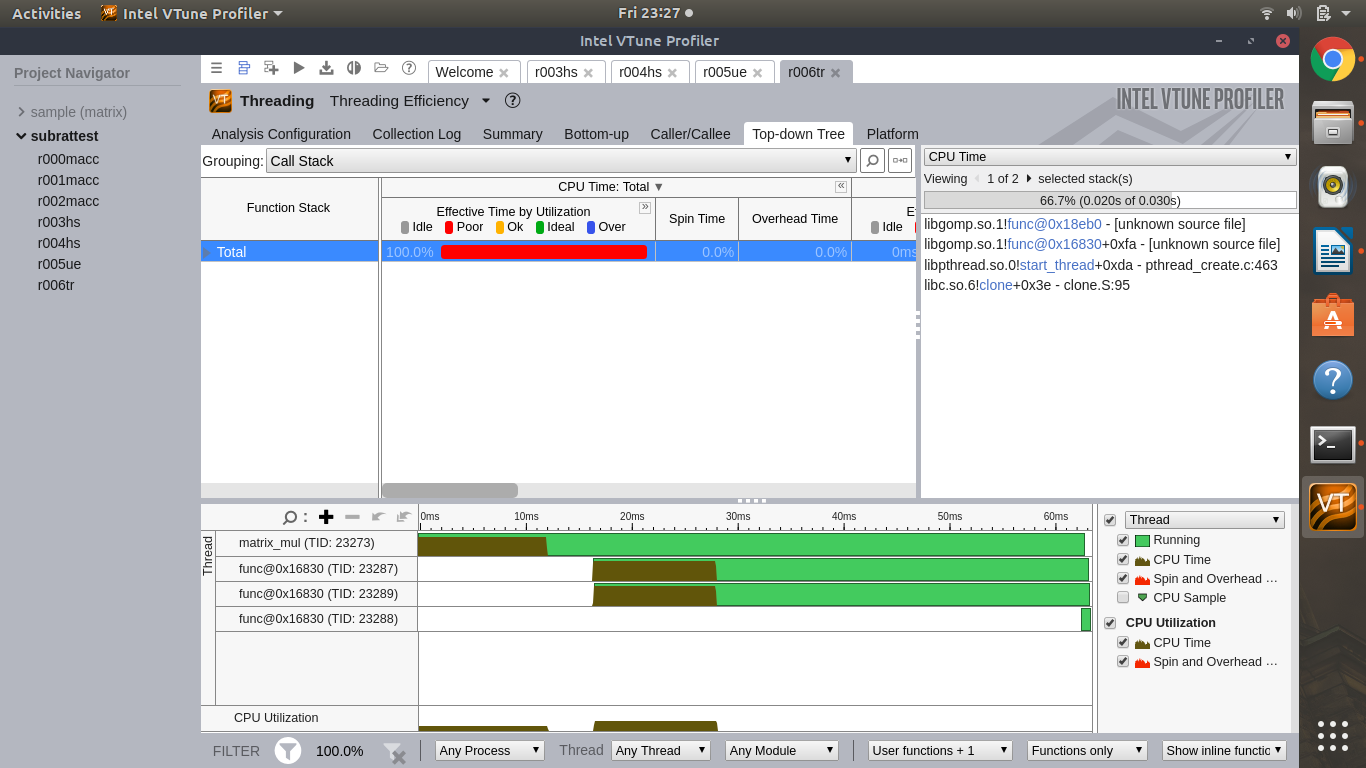 Activities
Intel VTune Profiler
Fri 23:27
Intel VTune Profiler
Project Navigator
sample (matrix)
subrattest
r000macc
r001macc
r002macc
r003hs
r004hs
r005ue
r006tr
Welcome
r003hs
r004hs
r005ue
r006tr
VT
Threading
Threading Efficiency
INTEL VTUNE PROFILER
Analysis Configuration
Collection Log
Summary
Bottom-up
Caller/Callee
Top-down Tree
Platform
Grouping:
Call Stack
Function Stack
CPU Time: Total
Effective Time by Utilization
Idle
Poor
Ok
Ideal
Over
Spin Time
Overhead Time
Idle
Total
100.0%
0.0%
0.0%
0ms
CPU Time
Viewing
1 of 2
selected stack(s)
66.7% (0.020s of 0.030s)
libgomp.so.1!func@0x18eb0 - [unknown source file]
libgomp.so.1!func@0x16830+0xfa - [unknown source file]
libpthread.so.0!start_thread+0xda - pthread_create.c:463
libc.so.6!clone+0x3e - clone.S:95
0ms
10ms
20ms
30ms
40ms
50ms
60ms
Thread
matrix_mul (TID: 23273)
func@0x16830 (TID: 23287)
func@0x16830 (TID: 23289)
func@0x16830 (TID: 23288)
CPU Utilization
Thread
Running
CPU Time
Spin and Overhead ...
CPU Sample
CPU Utilization
CPU Time
Spin and Overhead ...
FILTER
100.0%
Any Process
Thread
Any Thread
Any Module
User functions + 1
Functions only
Show inline functio
VT